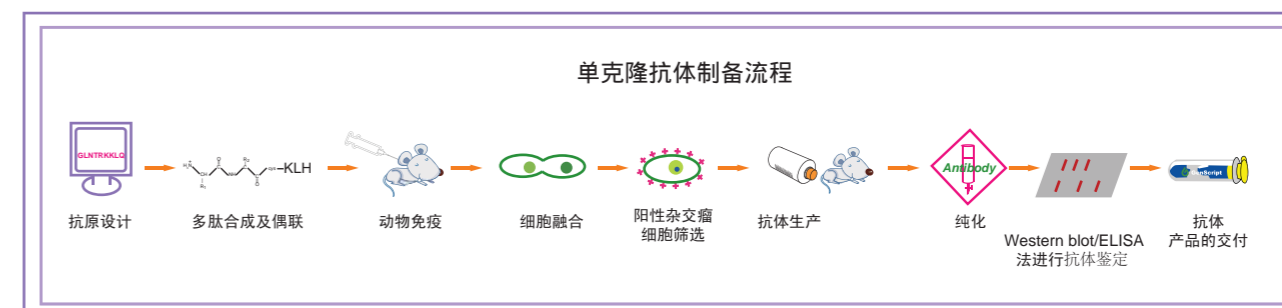 单克隆抗体制备流程
GLNTRKKLQ
KLH
Antibody
GenScript
抗原设计
多肽合成及偶联
动物免疫
细胞融合
阳性杂交瘤
细胞筛选
抗体生产
纯化
Western blot/ELISA
法进行抗体鉴定
抗体
产品的交付